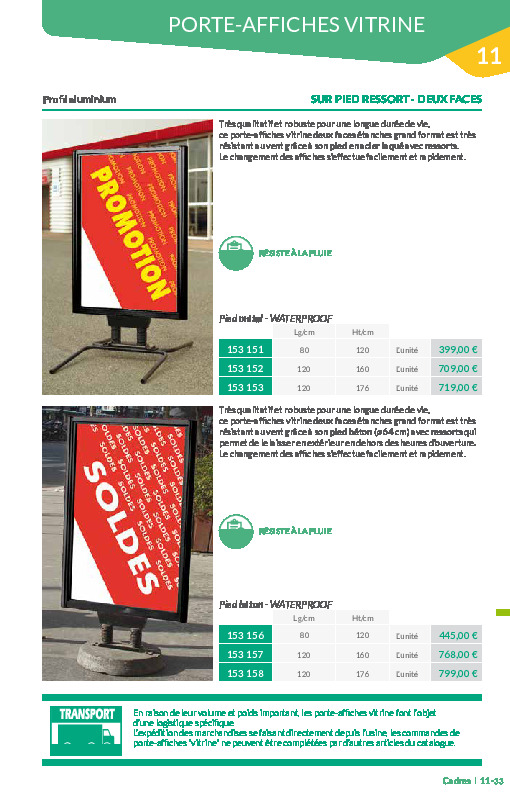 PORTE-AFFICHES VITRINE
11
Profil aluminium
SUR PIED RESSORT - DEUX FACES
Très qualitatif et robuste pour une longue durée de vie,
ce porte-affiches vitrine deux faces étanches grand format est très
résistant au vent grâce à son pied en acier laqué avec ressorts.
Le changement des affiches s'effectue facilement et rapidement.
PROMOTION
RÉSISTE À LA PLUIE
Pied métal - WATERPROOF
Lg/cm Ht/cm
153 151 80 120 L'unité 399,00 €
153 152 120 160 L'unité 709,00 €
153 153 120 176 L'unité 719,00 €
Très qualitatif et robuste pour une longue durée de vie,
ce porte-affiches vitrine deux faces étanches grand format est très
résistant au vent grâce à son pied béton (ø 64 cm) avec ressorts qui
permet de le laisser en extérieur en dehors des heures d'ouverture.
Le changement des affiches s'effectue facilement et rapidement.
SOLDES
RÉSISTE À LA PLUIE
Pied béton - WATERPROOF
Lg/cm Ht/cm
153 156 80 120 L'unité 445,00 €
153 157 120 160 L'unité 768,00 €
153 158 120 176 L'unité 799,00 €
TRANSPORT
En raison de leur volume et poids important, les porte-affiches vitrine font l'objet
d'une logistique spécifique.
L'expédition des marchandises se faisant directement depuis l'usine, les commandes de
porte-affiches "vitrine" ne peuvent être complétées par d'autres articles du catalogue.
Cadres | 11-33